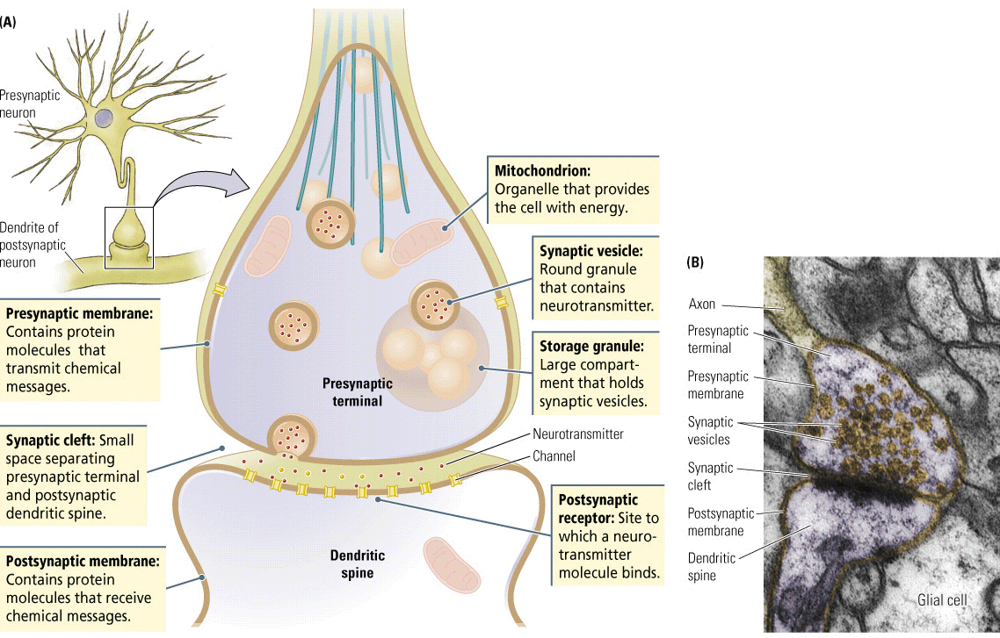 (A)
Presynaptic
neuron
Dendrite of
postsynaptic
neuron
Presynaptic membrane:
Contains protein
molecules that
transmit chemical
messages.
Synaptic cleft: Small
space separating
presynaptic terminal
and postsynaptic
dendritic spine.
Postsynaptic membrane:
Contains protein
molecules that receive
chemical messages.
Presynaptic
terminal
Dendritic
spine
Mitochondrion:
Organelle that provides
the cell with energy.
Synaptic vesicle:
Round granule
that contains
neurotransmitter.
Storage granule:
Large compart-
ment that holds
synaptic vesicles.
Neurotransmitter
Channel
Postsynaptic
receptor: Site to
which a neuro-
transmitter
molecule binds.
(B)
Axon
Presynaptic
terminal
Presynaptic
membrane
Synaptic
vesicles
Synaptic
cleft
Postsynaptic
membrane
Dendritic
spine
Glial cell